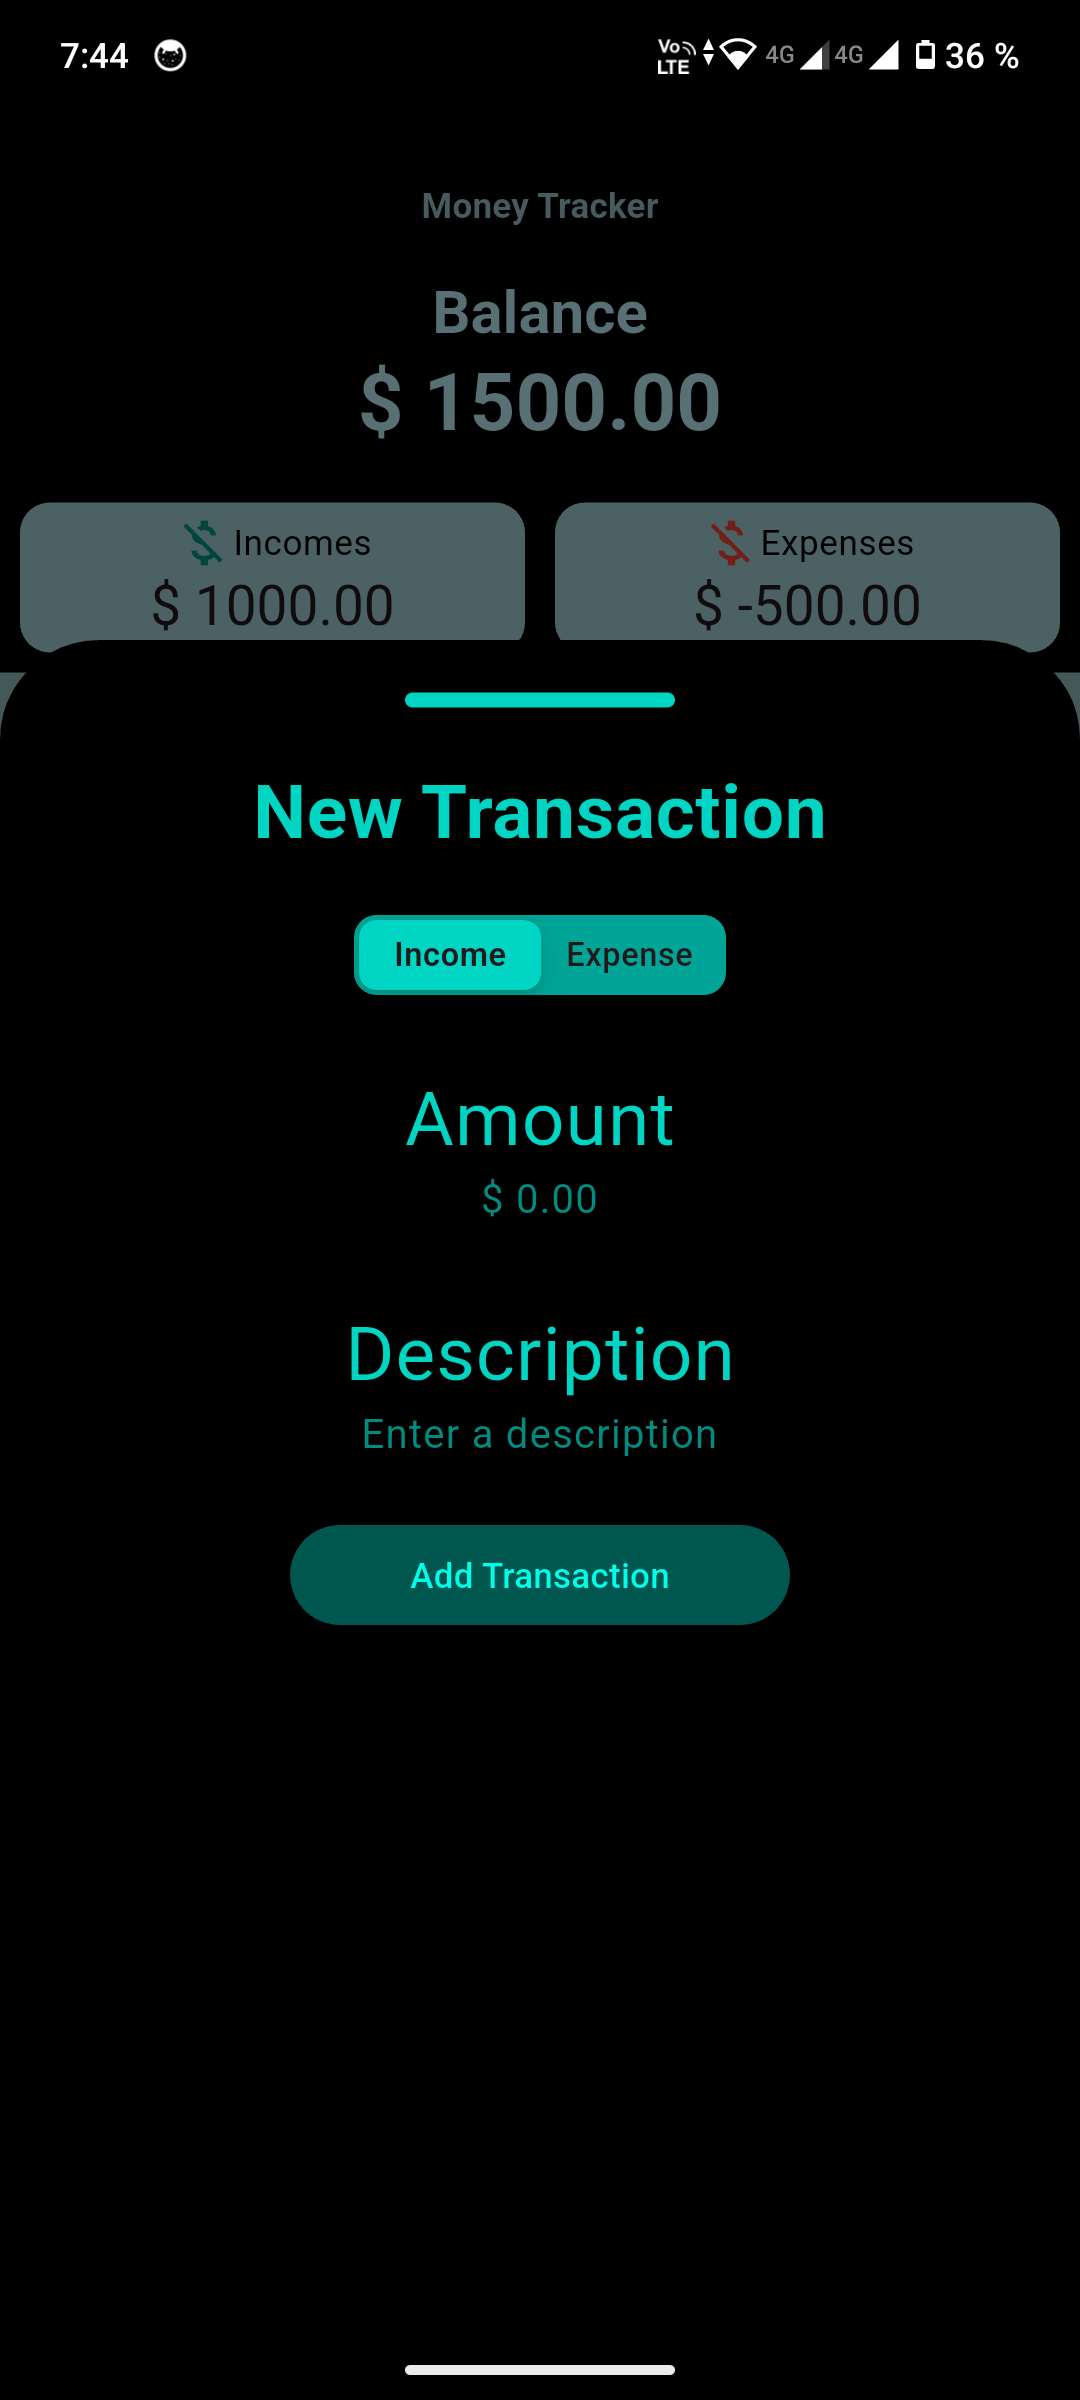 7:44 Vo LTE 4G 4G 36 %
Money Tracker
Balance
$ 1500.00
Incomes Expenses
$ 1000.00 $ -500.00
New Transaction
Income Expense
Amount
$ 0.00
Description
Enter a description
Add Transaction